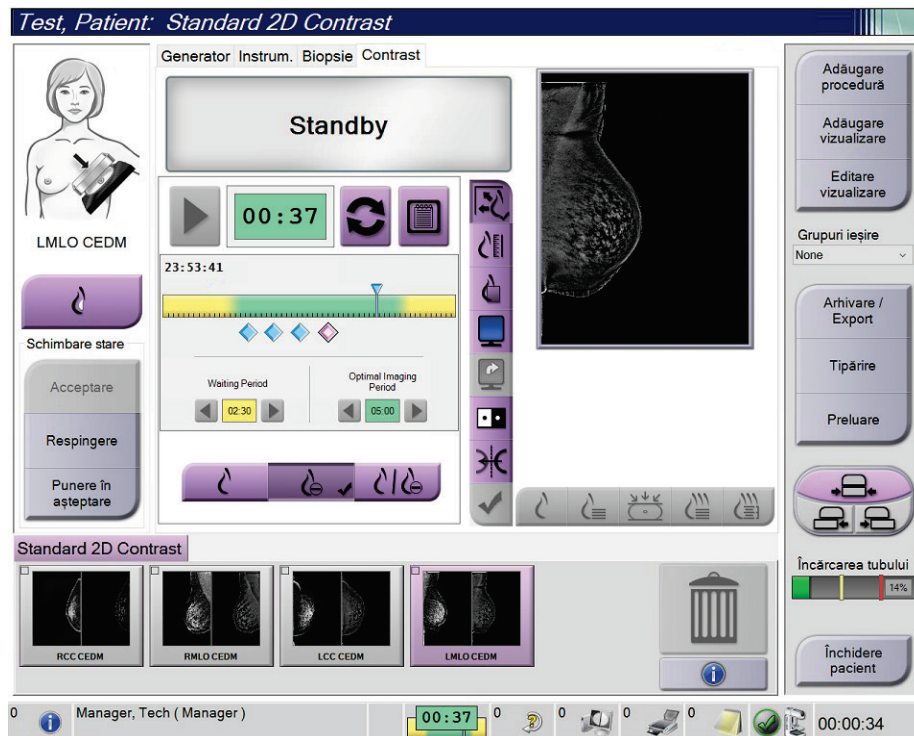 Test, Patient: Standard 2D Contrast
Generator Instrum. Biopsie Contrast
Standby
LMLO CEDM
00:37
23:53:41
Waiting Period
Optimal Imaging
Period
02:30
05:00
Schimbare stare
Acceptare
Respingere
Punere în
așteptare
Adăugare
procedură
Adăugare
vizualizare
Editare
vizualizare
Grupuri ieșire
None
Arhivare /
Export
Tipărire
Preluare
Încărcarea tubului
14%
Închidere
pacient
Standard 2D Contrast
RCC CEDM
RMLO CEDM
LCC CEDM
LMLO CEDM
0
Manager, Tech ( Manager )
00:37
0
0
0
0
00:00:34